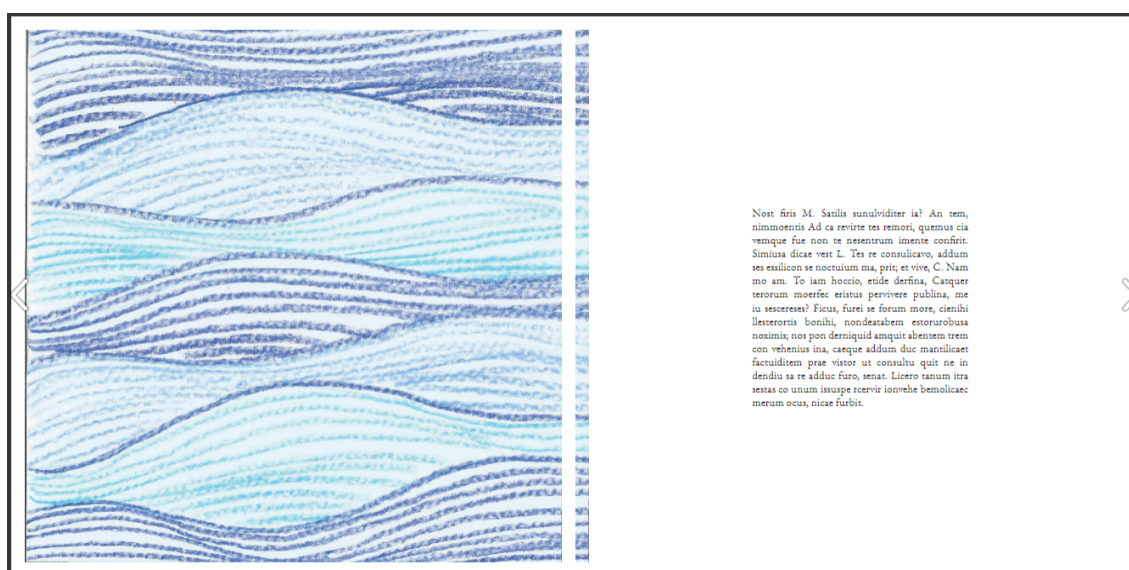 Nost firis M. Satilis sunulviditer ia? An tem,
nimmoentis Ad ca revirte tes remori, quemus cia
vemque fue non te nesentrum imente confirit.
Simiusa dicae vest L. Tes re consulicavo, addum
ses essilicon se noctuium ma, prit; et vive, C. Nam
mo am. To iam hoccio, etide derfina, Catquer
terorum moerfec eristus pervivere publina, me
iu sescereses? Ficus, furei se forum more, cienihi
llesterortis bonihi, nondeatabem estorurobusa
noximis; nos pon derniquid amquit abentem trem
con vehenius ina, caeque addum duc mantilicaet
factuiditem prae vistor ut consultu quit ne in
dendiu sa re adduc furo, senat. Licero tanum itra
sestas co unum issuspe rcervir ionvehe bemolicaec
merum ocus, nicae furbit.